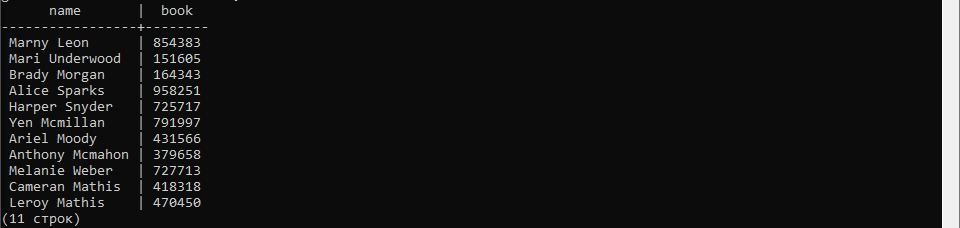 name | book
-----------------+--------
Marny Leon | 854383
Mari Underwood | 151605
Brady Morgan | 164343
Alice Sparks | 958251
Harper Snyder | 725717
Yen Mcmillan | 791997
Ariel Moody | 431566
Anthony Mcmahon | 379658
Melanie Weber | 727713
Cameran Mathis | 418318
Leroy Mathis | 470450
(11 строк)